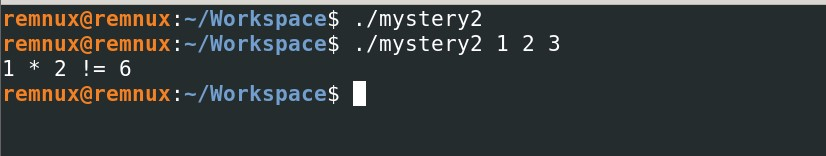 remnux@remnux:~/Workspace$ ./mystery2
remnux@remnux:~/Workspace$ ./mystery2 1 2 3
1 * 2 != 6
remnux@remnux:~/Workspace$